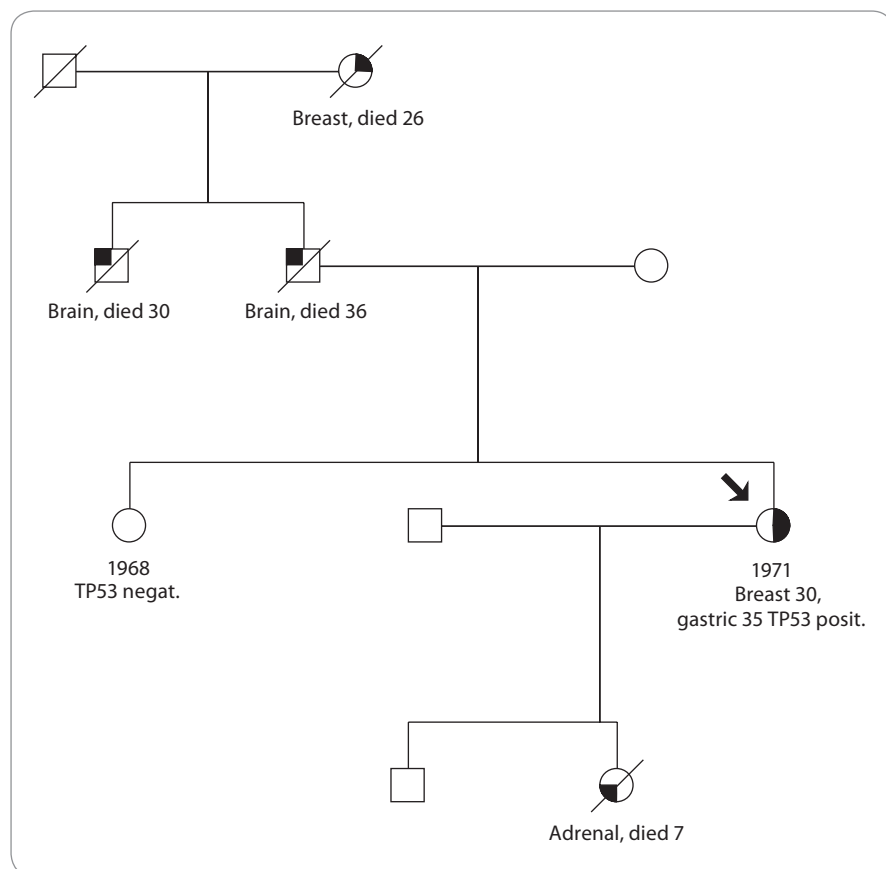 Breast, died 26
Brain, died 30
Brain, died 36
1968
TP53 negat.
1971
Breast 30,
gastric 35 TP53 posit.
Adrenal, died 7